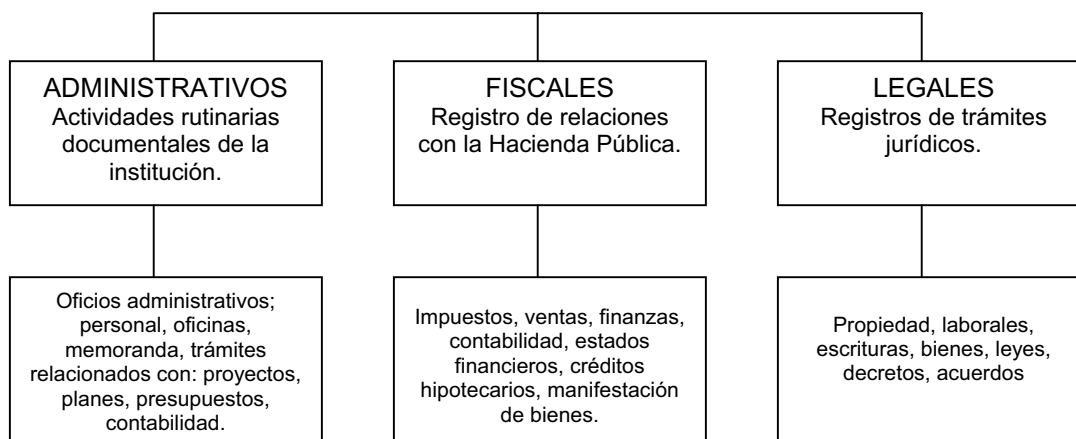 ADMINISTRATIVOS
Actividades rutinarias
documentales de la
institución.
FISCALES
Registro de relaciones
con la Hacienda Pública.
LEGALES
Registros de trámites
jurídicos.
Oficios administrativos;
personal, oficinas,
memoranda, trámites
relacionados con: proyectos,
planes, presupuestos,
contabilidad.
Impuestos, ventas, finanzas,
contabilidad, estados
financieros, créditos
hipotecarios, manifestación
de bienes.
Propiedad, laborales,
escrituras, bienes, leyes,
decretos, acuerdos